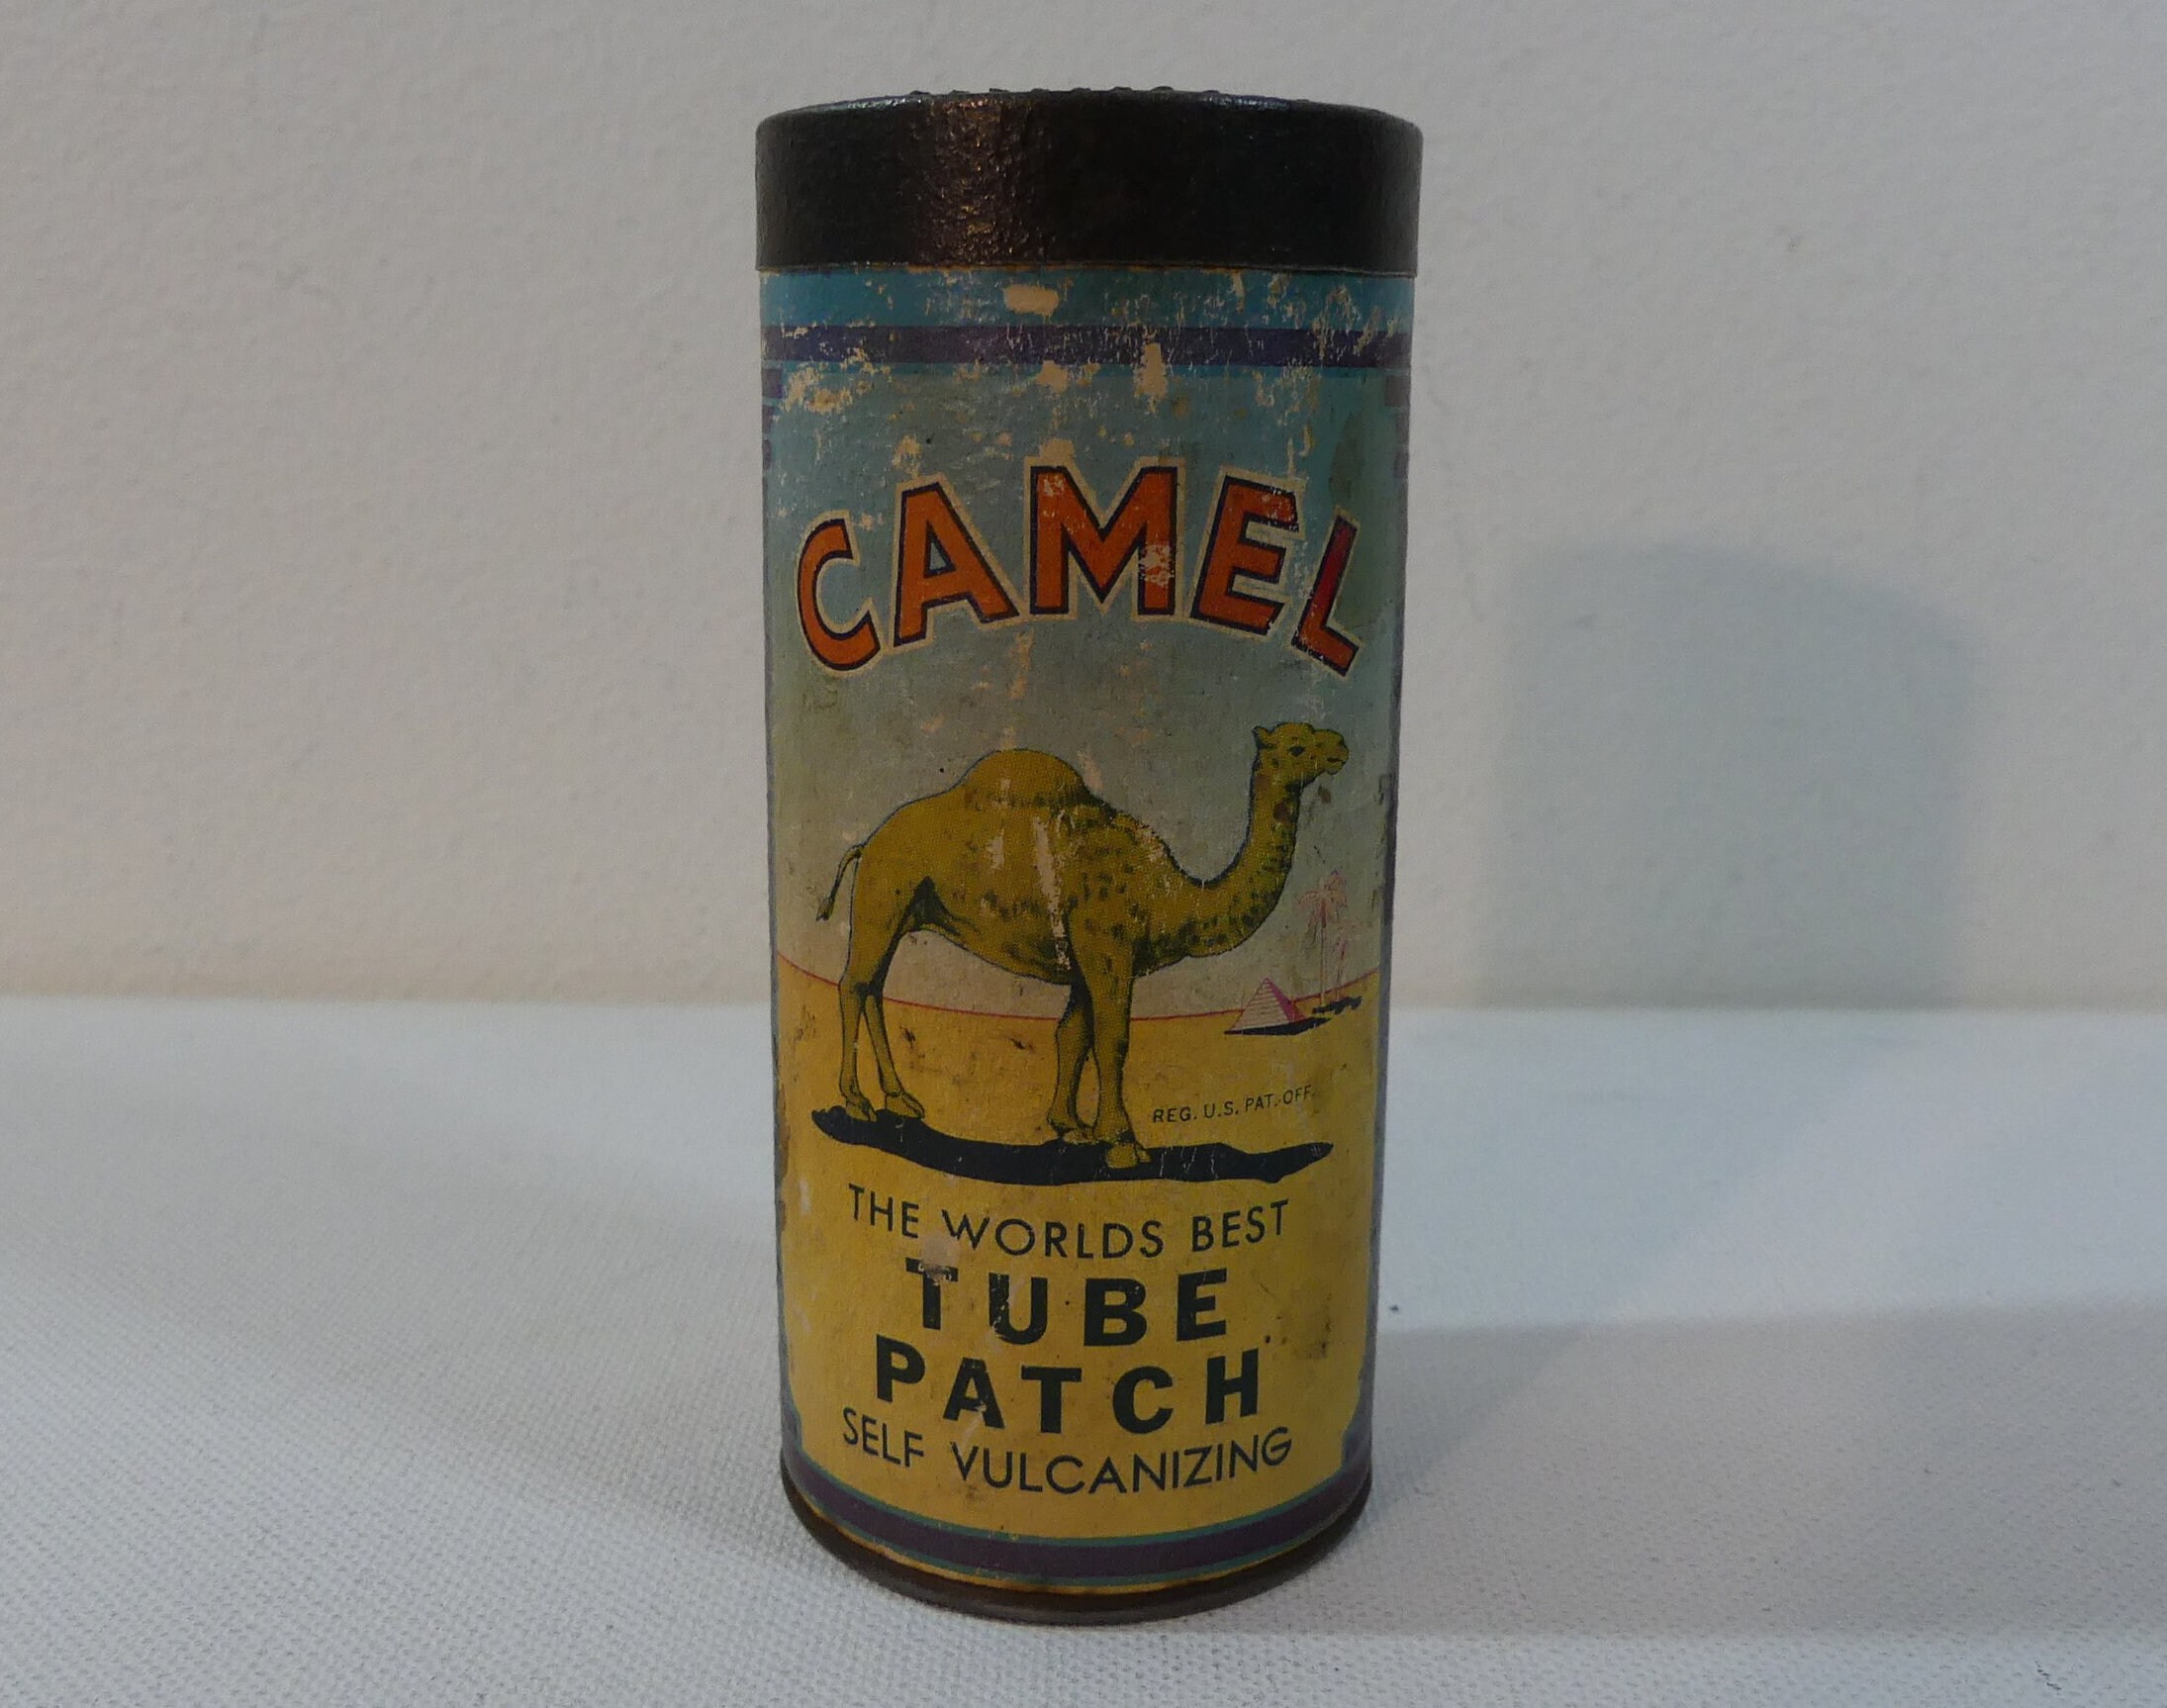 CAMEL
REG. U.S. PAT. OFF.
THE WORLDS BEST
TUBE
PATCH
SELF VULCANIZING